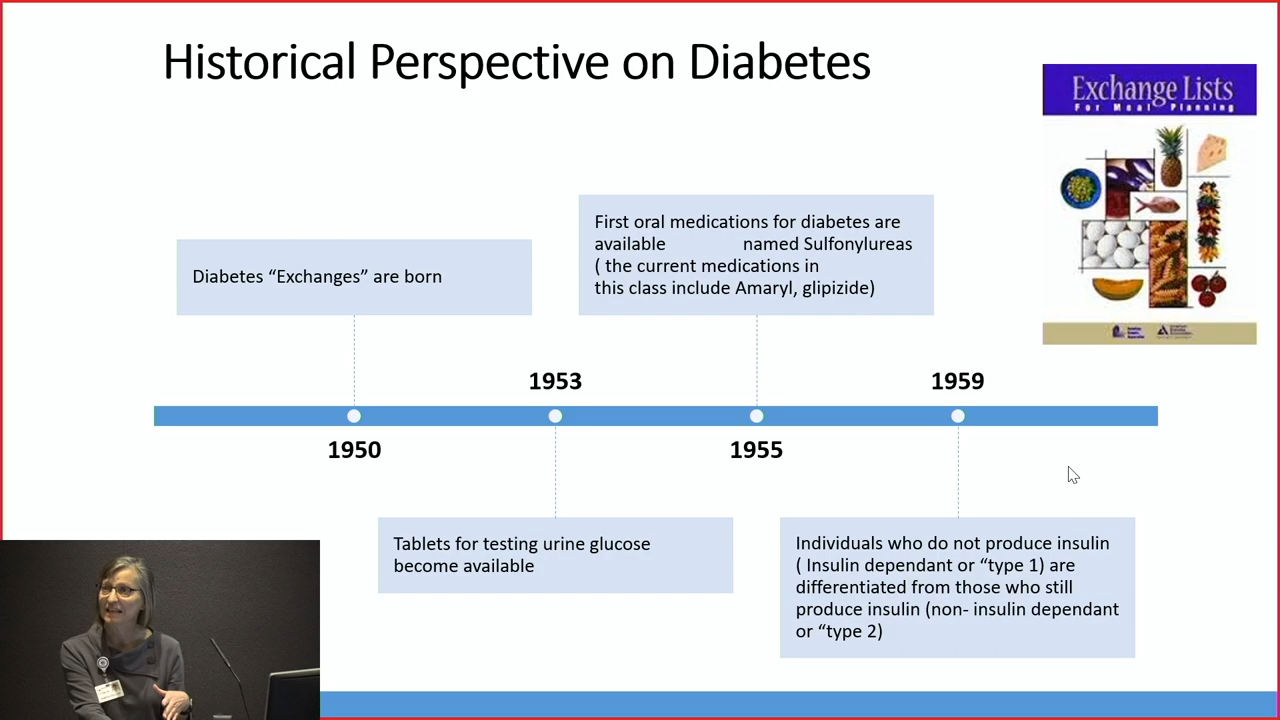 Historical Perspective on Diabetes
Exchange Lists
For Meal Planning
Diabetes “Exchanges” are born
First oral medications for diabetes are
available named Sulfonylureas
( the current medications in
this class include Amaryl, glipizide)
1953
1959
1950
1955
Tablets for testing urine glucose
become available
Individuals who do not produce insulin
( Insulin dependant or “type 1) are
differentiated from those who still
produce insulin (non- insulin dependant
or “type 2)